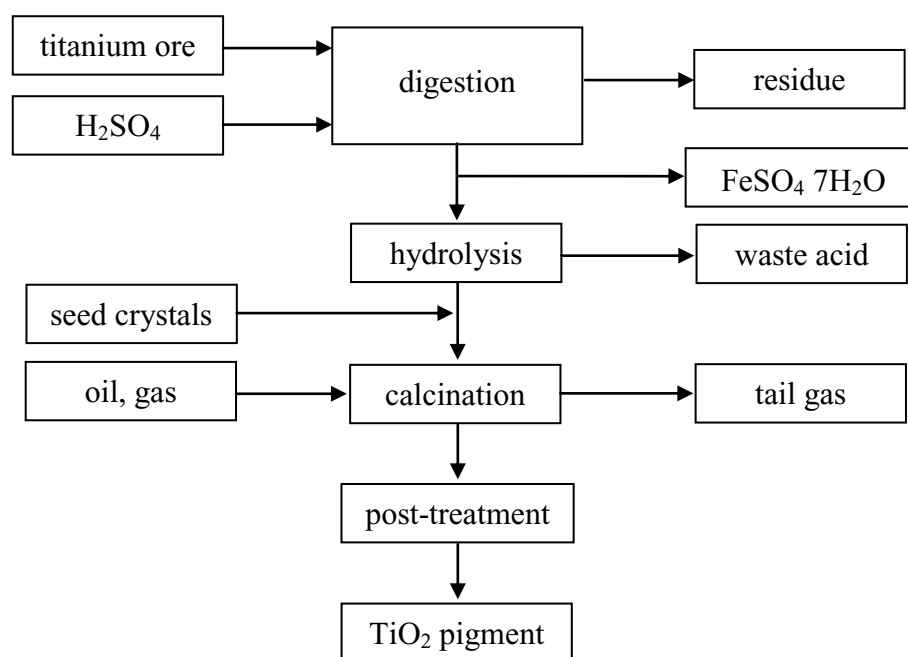 titanium ore
digestion
residue
H₂SO₄
FeSO₄ 7H₂O
hydrolysis
waste acid
seed crystals
oil, gas
calcination
tail gas
post-treatment
TiO₂ pigment